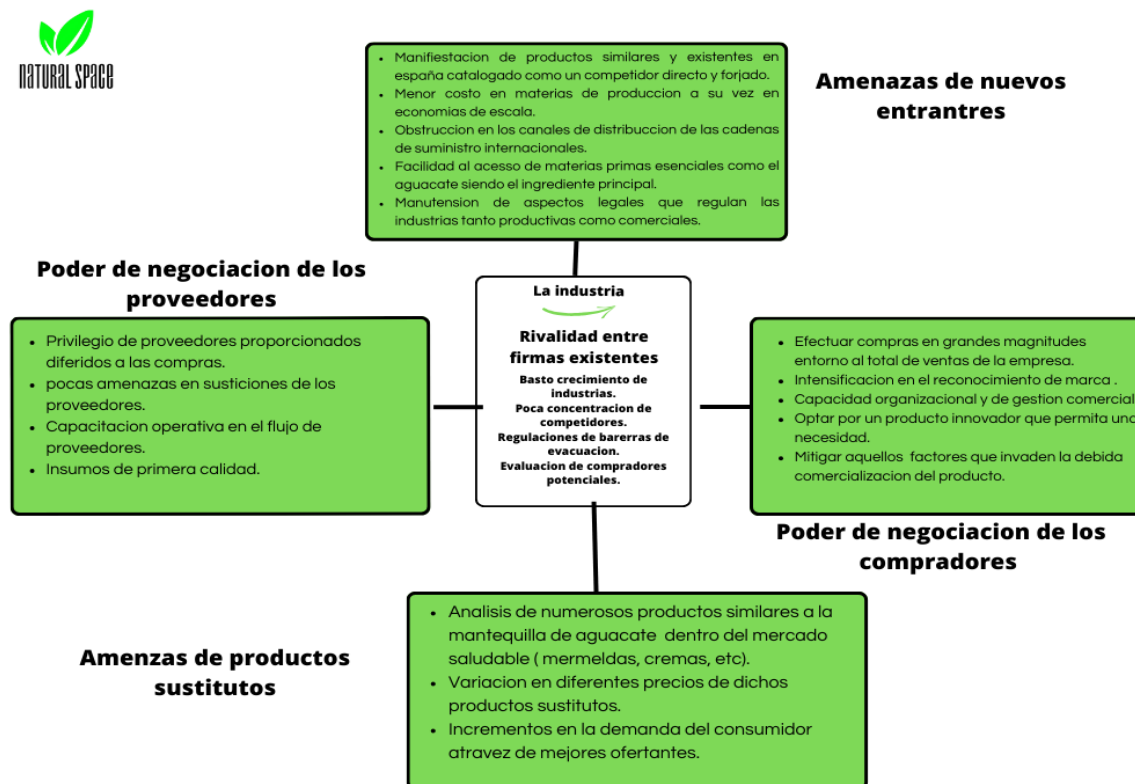 NATURAL SPACE
• Manifiestacion de productos similares y existentes en
españa catalogado como un competidor directo y forjado.
• Menor costo en materias de produccion a su vez en
economias de escala.
• Obstruccion en los canales de distribuccion de las cadenas
de suministro internacionales.
• Facilidad al acesso de materias primas esenciales como el
aguacate siendo el ingrediente principal.
• Manutension de aspectos legales que regulan las
industrias tanto productivas como comerciales.
Amenazas de nuevos
entrantres
Poder de negociacion de los
proveedores
• Privilegio de proveedores proporcionados
diferidos a las compras.
• pocas amenazas en susticiones de los
proveedores.
• Capacitacion operativa en el flujo de
proveedores.
• Insumos de primera calidad.
La industria
Rivalidad entre
firmas existentes
Basto crecimiento de
industrias.
Poca concentracion de
competidores.
Regulaciones de barerras de
evacuacion.
Evaluacion de compradores
potenciales.
• Efectuar compras en grandes magnitudes
entorno al total de ventas de la empresa.
• Intensificacion en el reconocimiento de marca .
• Capacidad organizacional y de gestion comercial
• Optar por un producto innovador que permita una
necesidad.
• Mitigar aquellos factores que invaden la debida
comercializacion del producto.
Poder de negociacion de los
compradores
Amenzas de productos
sustitutos
• Analisis de numerosos productos similares a la
mantequilla de aguacate dentro del mercado
saludable ( mermeldas, cremas, etc).
• Variacion en diferentes precios de dichos
productos sustitutos.
• Incrementos en la demanda del consumidor
atravez de mejores ofertantes.